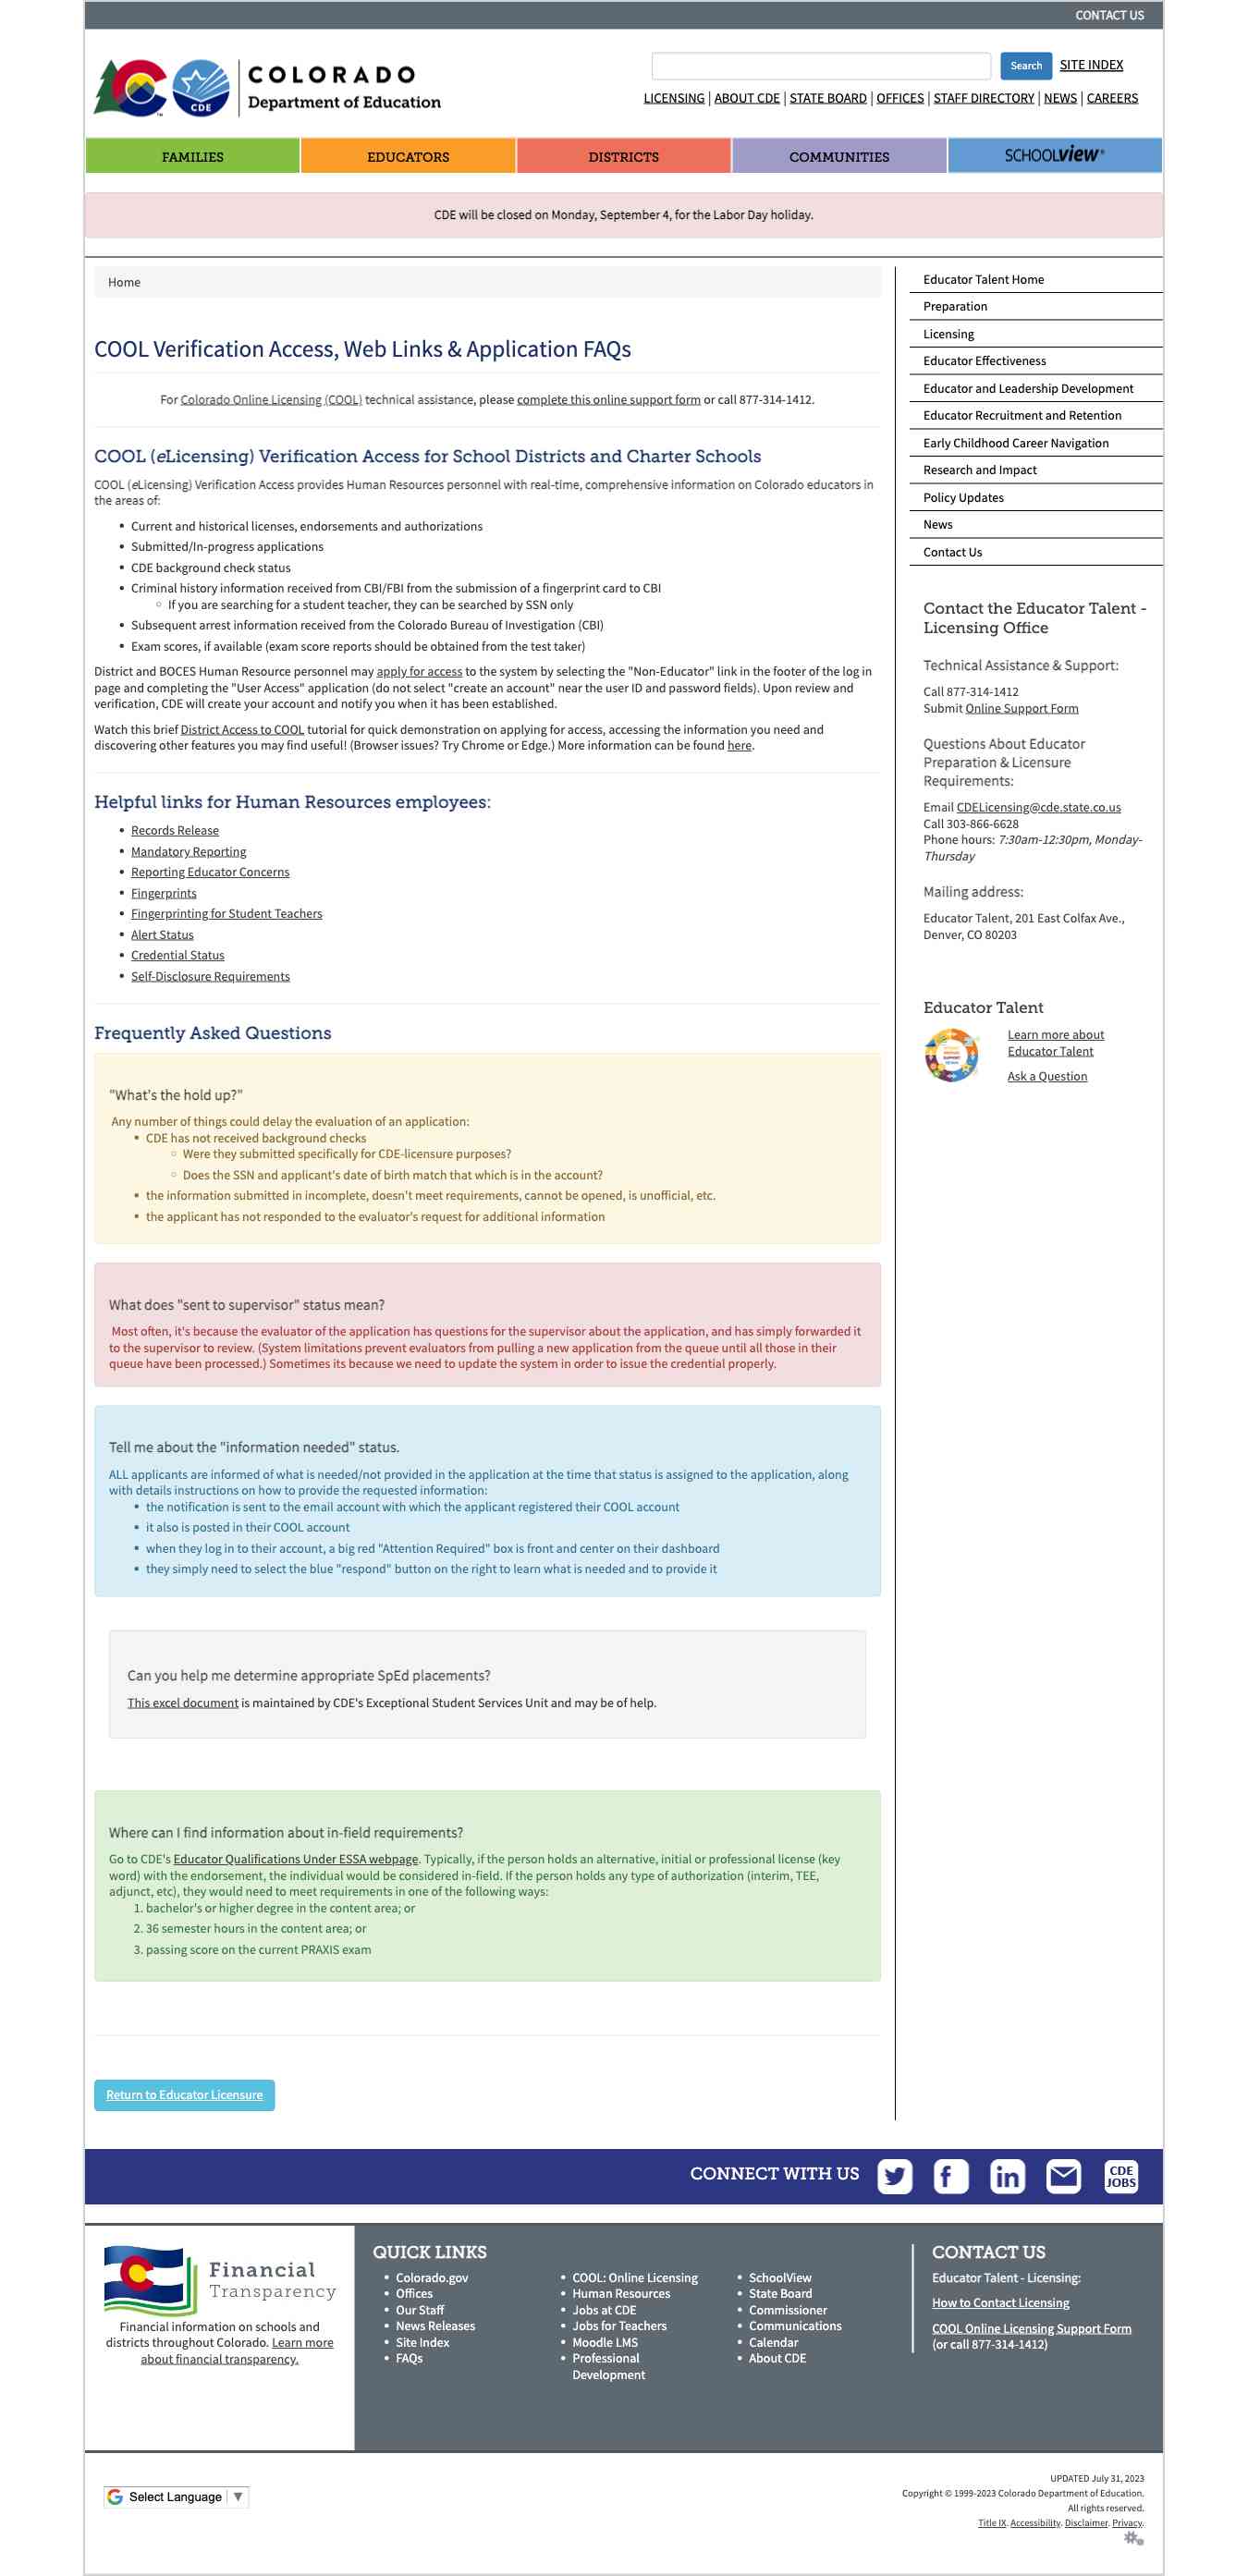 CONTACT US
COLORADO
Department of Education
CDE
TM
Search
SITE INDEX
LICENSING | ABOUT CDE | STATE BOARD | OFFICES | STAFF DIRECTORY | NEWS | CAREERS
FAMILIES
EDUCATORS
DISTRICTS
COMMUNITIES
SCHOOLVIEW®
CDE will be closed on Monday, September 4, for the Labor Day holiday.
Home
COOL Verification Access, Web Links & Application FAQs
For Colorado Online Licensing (COOL) technical assistance, please complete this online support form or call 877-314-1412.
COOL (eLicensing) Verification Access for School Districts and Charter Schools
COOL (eLicensing) Verification Access provides Human Resources personnel with real-time, comprehensive information on Colorado educators in
the areas of:
Current and historical licenses, endorsements and authorizations
Submitted/In-progress applications
CDE background check status
Criminal history information received from CBI/FBI from the submission of a fingerprint card to CBI
If you are searching for a student teacher, they can be searched by SSN only
Subsequent arrest information received from the Colorado Bureau of Investigation (CBI)
Exam scores, if available (exam score reports should be obtained from the test taker)
District and BOCES Human Resource personnel may apply for access to the system by selecting the "Non-Educator" link in the footer of the log in
page and completing the "User Access" application (do not select "create an account" near the user ID and password fields). Upon review and
verification, CDE will create your account and notify you when it has been established.
Watch this brief District Access to COOL tutorial for quick demonstration on applying for access, accessing the information you need and
discovering other features you may find useful! (Browser issues? Try Chrome or Edge.) More information can be found here.
Helpful links for Human Resources employees:
Records Release
Mandatory Reporting
Reporting Educator Concerns
Fingerprints
Fingerprinting for Student Teachers
Alert Status
Credential Status
Self-Disclosure Requirements
Frequently Asked Questions
"What's the hold up?"
Any number of things could delay the evaluation of an application:
CDE has not received background checks
Were they submitted specifically for CDE-licensure purposes?
Does the SSN and applicant's date of birth match that which is in the account?
the information submitted in incomplete, doesn't meet requirements, cannot be opened, is unofficial, etc.
the applicant has not responded to the evaluator's request for additional information
What does "sent to supervisor" status mean?
Most often, it's because the evaluator of the application has questions for the supervisor about the application, and has simply forwarded it
to the supervisor to review. (System limitations prevent evaluators from pulling a new application from the queue until all those in their
queue have been processed.) Sometimes its because we need to update the system in order to issue the credential properly.
Tell me about the "information needed" status.
ALL applicants are informed of what is needed/not provided in the application at the time that status is assigned to the application, along
with details instructions on how to provide the requested information:
the notification is sent to the email account with which the applicant registered their COOL account
it also is posted in their COOL account
when they log in to their account, a big red "Attention Required" box is front and center on their dashboard
they simply need to select the blue "respond" button on the right to learn what is needed and to provide it
Can you help me determine appropriate SpEd placements?
This excel document is maintained by CDE's Exceptional Student Services Unit and may be of help.
Where can I find information about in-field requirements?
Go to CDE's Educator Qualifications Under ESSA webpage. Typically, if the person holds an alternative, initial or professional license (key
word) with the endorsement, the individual would be considered in-field. If the person holds any type of authorization (interim, TEE,
adjunct, etc), they would need to meet requirements in one of the following ways:
1. bachelor's or higher degree in the content area; or
2. 36 semester hours in the content area; or
3. passing score on the current PRAXIS exam
Return to Educator Licensure
Educator Talent Home
Preparation
Licensing
Educator Effectiveness
Educator and Leadership Development
Educator Recruitment and Retention
Early Childhood Career Navigation
Research and Impact
Policy Updates
News
Contact Us
Contact the Educator Talent -
Licensing Office
Technical Assistance & Support:
Call 877-314-1412
Submit Online Support Form
Questions About Educator
Preparation & Licensure
Requirements:
Email CDELicensing@cde.state.co.us
Call 303-866-6628
Phone hours: 7:30am-12:30pm, Monday-
Thursday
Mailing address:
Educator Talent, 201 East Colfax Ave.,
Denver, CO 80203
Educator Talent
Learn more about
Educator Talent
Ask a Question
CONNECT WITH US
CDE
JOBS
Financial
Transparency
Financial information on schools and
districts throughout Colorado. Learn more
about financial transparency.
QUICK LINKS
Colorado.gov
Offices
Our Staff
News Releases
Site Index
FAQs
COOL: Online Licensing
Human Resources
Jobs at CDE
Jobs for Teachers
Moodle LMS
Professional
Development
SchoolView
State Board
Commissioner
Communications
Calendar
About CDE
CONTACT US
Educator Talent - Licensing:
How to Contact Licensing
COOL Online Licensing Support Form
(or call 877-314-1412)
Select Language ▼
UPDATED July 31, 2023
Copyright © 1999-2023 Colorado Department of Education.
All rights reserved.
Title IX. Accessibility. Disclaimer. Privacy.